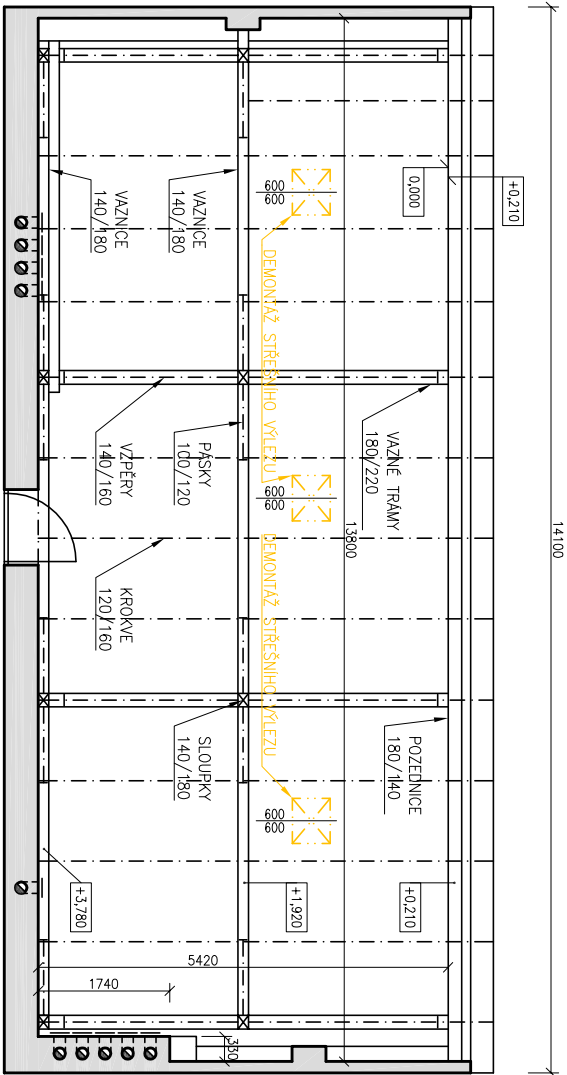 14100
+0,210
0,000
13800
VAZNICE
140/180
VAZNICE
140/180
600
600
DEMONTÁŽ STŘEŠNÍHO VÝLEZU
VAZNÉ TRÁMY
180/220
PÁSKY
100/120
VZPĚRY
140/160
600
600
KROKVE
120/160
DEMONTÁŽ STŘEŠNÍHO VÝLEZU
POZEDNICE
180/140
SLOUPKY
140/180
600
600
+0,210
+1,920
+3,780
5420
1740
330